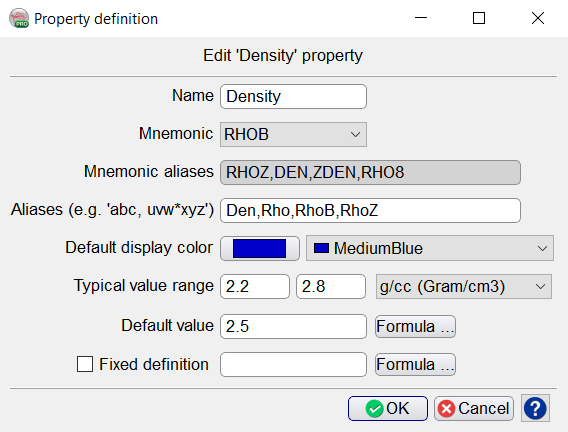 PRO Property definition
Edit 'Density' property
Name Density
Mnemonic RHOB
Mnemonic aliases RHOZ,DEN,ZDEN,RHO8
Aliases (e.g. 'abc, uvw*xyz') Den,Rho,RhoB,RhoZ
Default display color MediumBlue
Typical value range 2.2 2.8 g/cc (Gram/cm3)
Default value 2.5 Formula ...
Fixed definition Formula ...
OK Cancel ?